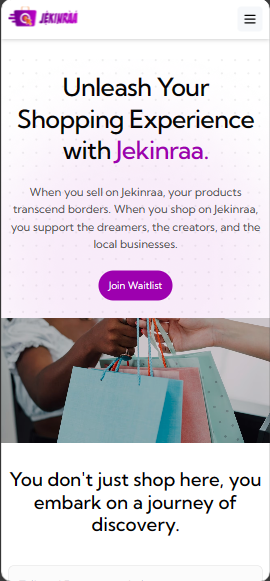 JEKINRAA
Unleash Your
Shopping Experience
with Jekinraa.
When you sell on Jekinraa, your products
transcend borders. When you shop on Jekinraa,
you support the dreamers, the creators, and the
local businesses.
Join Waitlist
You don't just shop here, you
embark on a journey of
discovery.